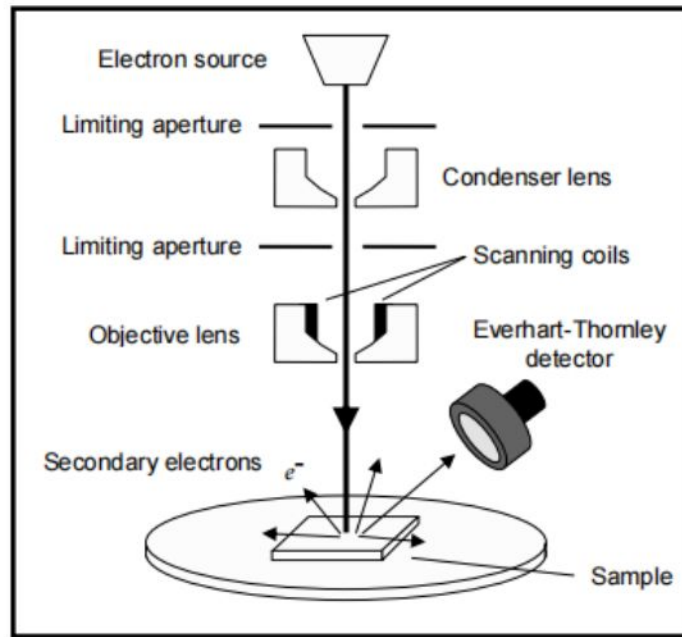 Electron source
Limiting aperture
Condenser lens
Limiting aperture
Scanning coils
Objective lens
Everhart-Thornley
detector
Secondary electrons
e-
Sample